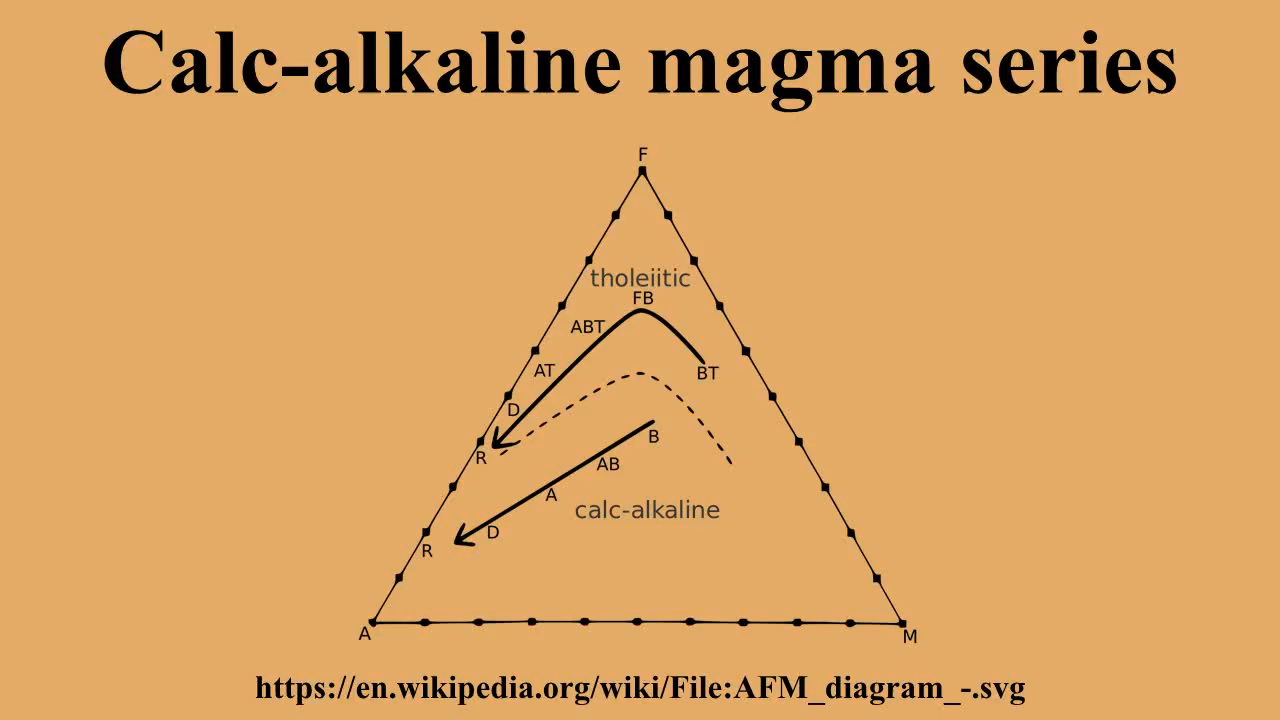 Calc-alkaline magma series
F
tholeiitic
FB
ABT
AT
BT
D
B
R
AB
A
calc-alkaline
D
R
A
M
https://en.wikipedia.org/wiki/File:AFM_diagram_-.svg